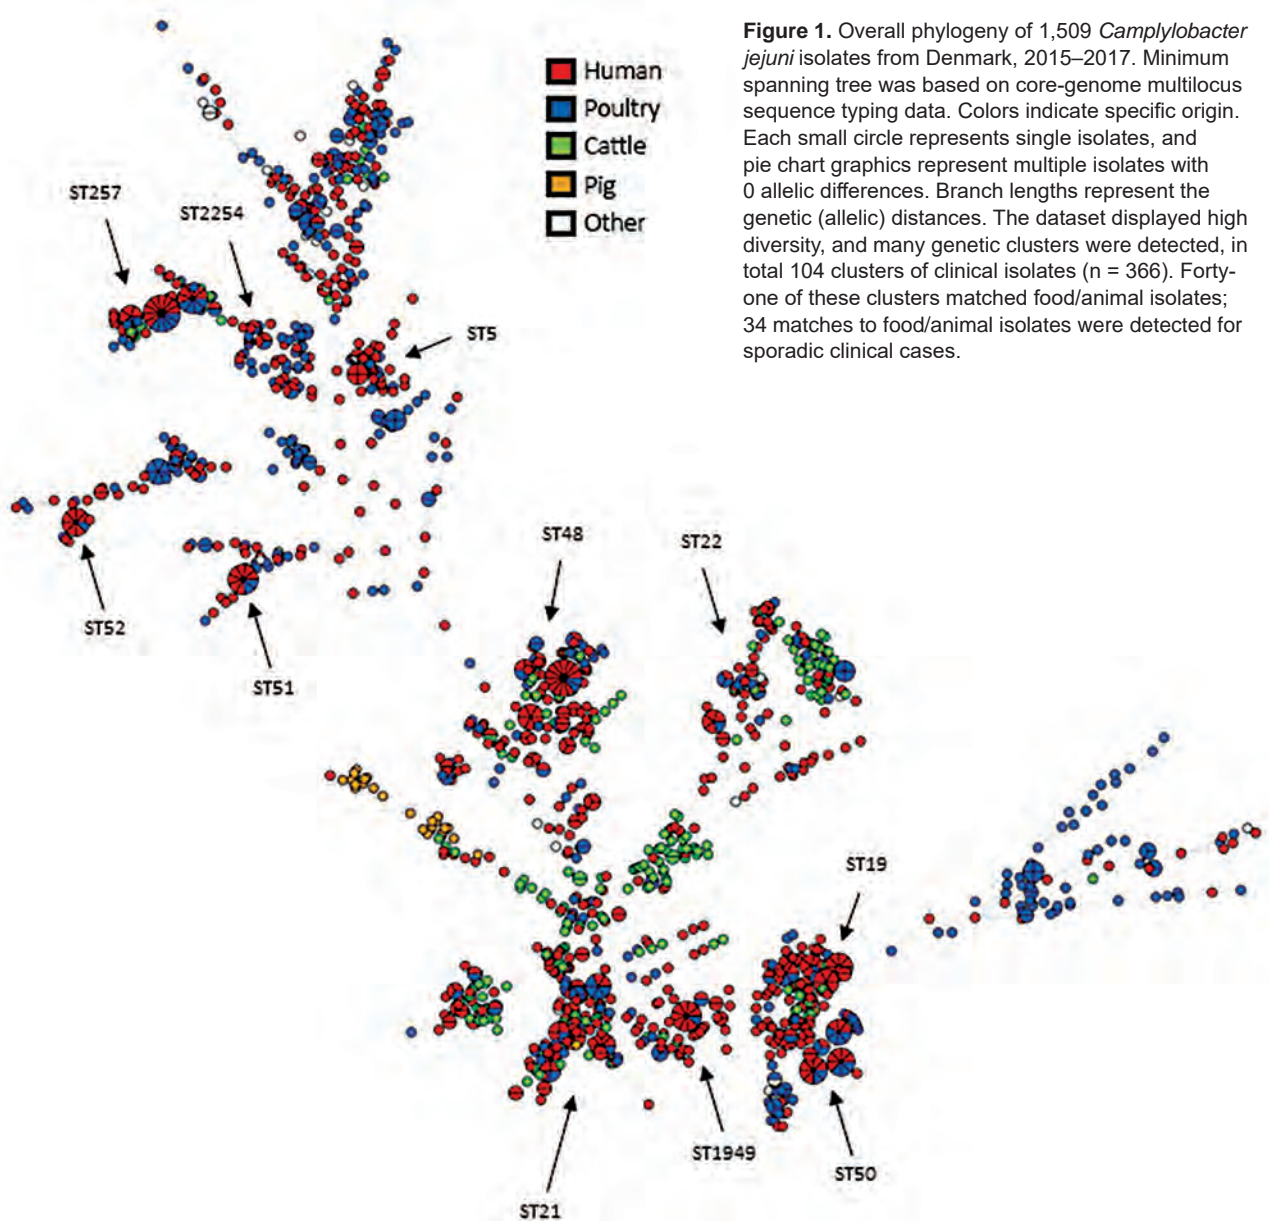 Figure 1. Overall phylogeny of 1,509 Camplylobacter
jejuni isolates from Denmark, 2015–2017. Minimum
spanning tree was based on core-genome multilocus
sequence typing data. Colors indicate specific origin.
Each small circle represents single isolates, and
pie chart graphics represent multiple isolates with
0 allelic differences. Branch lengths represent the
genetic (allelic) distances. The dataset displayed high
diversity, and many genetic clusters were detected, in
total 104 clusters of clinical isolates (n = 366). Forty-
one of these clusters matched food/animal isolates;
34 matches to food/animal isolates were detected for
sporadic clinical cases.
Human
Poultry
Cattle
Pig
Other
ST257
ST2254
ST5
ST52
ST51
ST48
ST22
ST19
ST1949
ST50
ST21